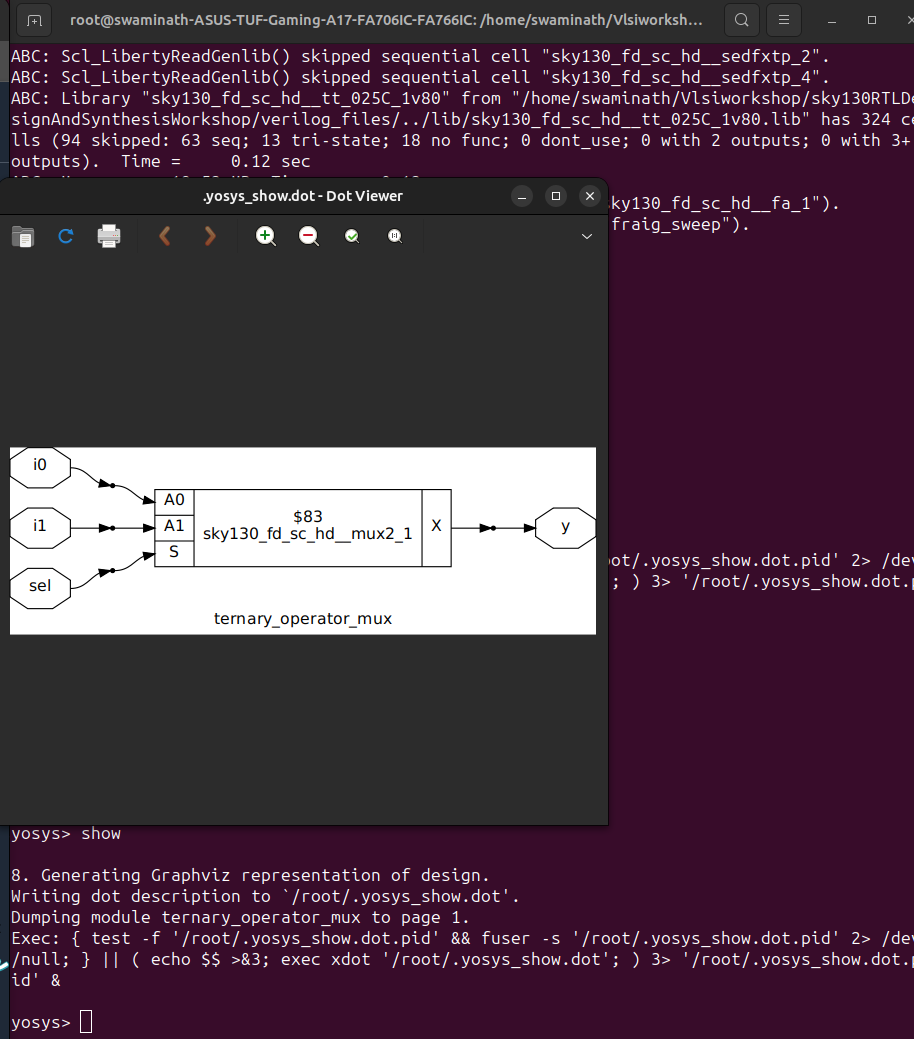 root@swaminath-ASUS-TUF-Gaming-A17-FA706IC-FA766IC: /home/swaminath/Vlsiworksh...
ABC: Scl_LibertyReadGenlib() skipped sequential cell "sky130_fd_sc_hd__sedfxtp_2".
ABC: Scl_LibertyReadGenlib() skipped sequential cell "sky130_fd_sc_hd__sedfxtp_4".
ABC: Library "sky130_fd_sc_hd__tt_025C_1v80" from "/home/swaminath/Vlsiworkshop/sky130RTLDe
signAndSynthesisWorkshop/verilog_files/../lib/sky130_fd_sc_hd__tt_025C_1v80.lib" has 324 ce
lls (94 skipped: 63 seq; 13 tri-state; 18 no func; 0 dont_use; 0 with 2 outputs; 0 with 3+
outputs).  Time =     0.12 sec
.yosys_show.dot - Dot Viewer
ky130_fd_sc_hd__fa_1").
fraig_sweep").
i0
i1
sel
A0
A1
S
$83
sky130_fd_sc_hd__mux2_1
X
y
ternary_operator_mux
oot/.yosys_show.dot.pid' 2> /dev
; ) 3> '/root/.yosys_show.dot.p
yosys> show
8. Generating Graphviz representation of design.
Writing dot description to `/root/.yosys_show.dot'.
Dumping module ternary_operator_mux to page 1.
Exec: { test -f '/root/.yosys_show.dot.pid' && fuser -s '/root/.yosys_show.dot.pid' 2> /dev
/null; } || ( echo $$ >&3; exec xdot '/root/.yosys_show.dot'; ) 3> '/root/.yosys_show.dot.p
id' &
yosys>